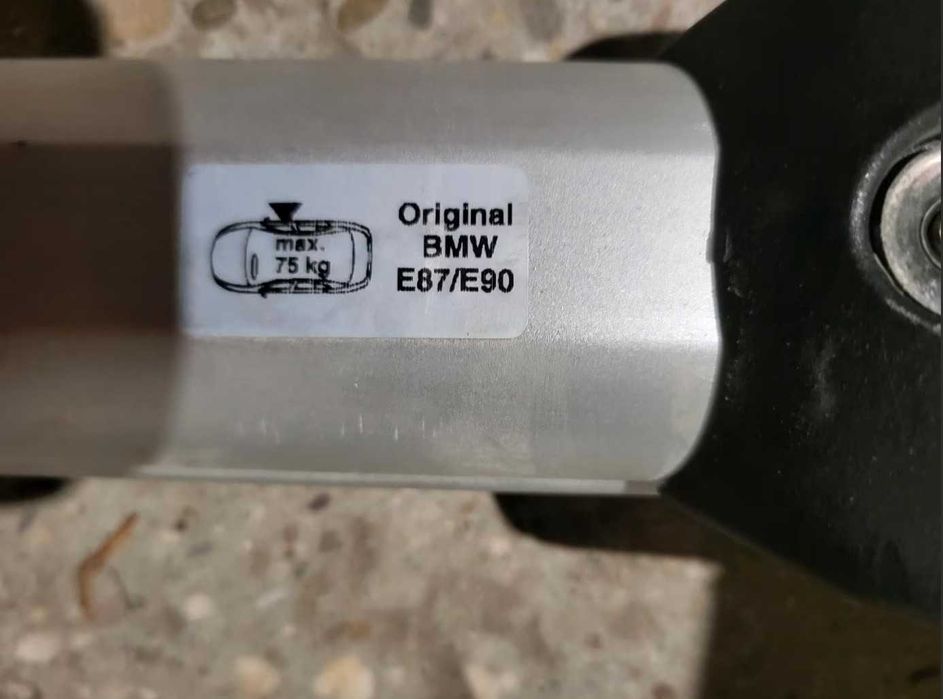 max.
75 kg
Original
BMW
E87/E90